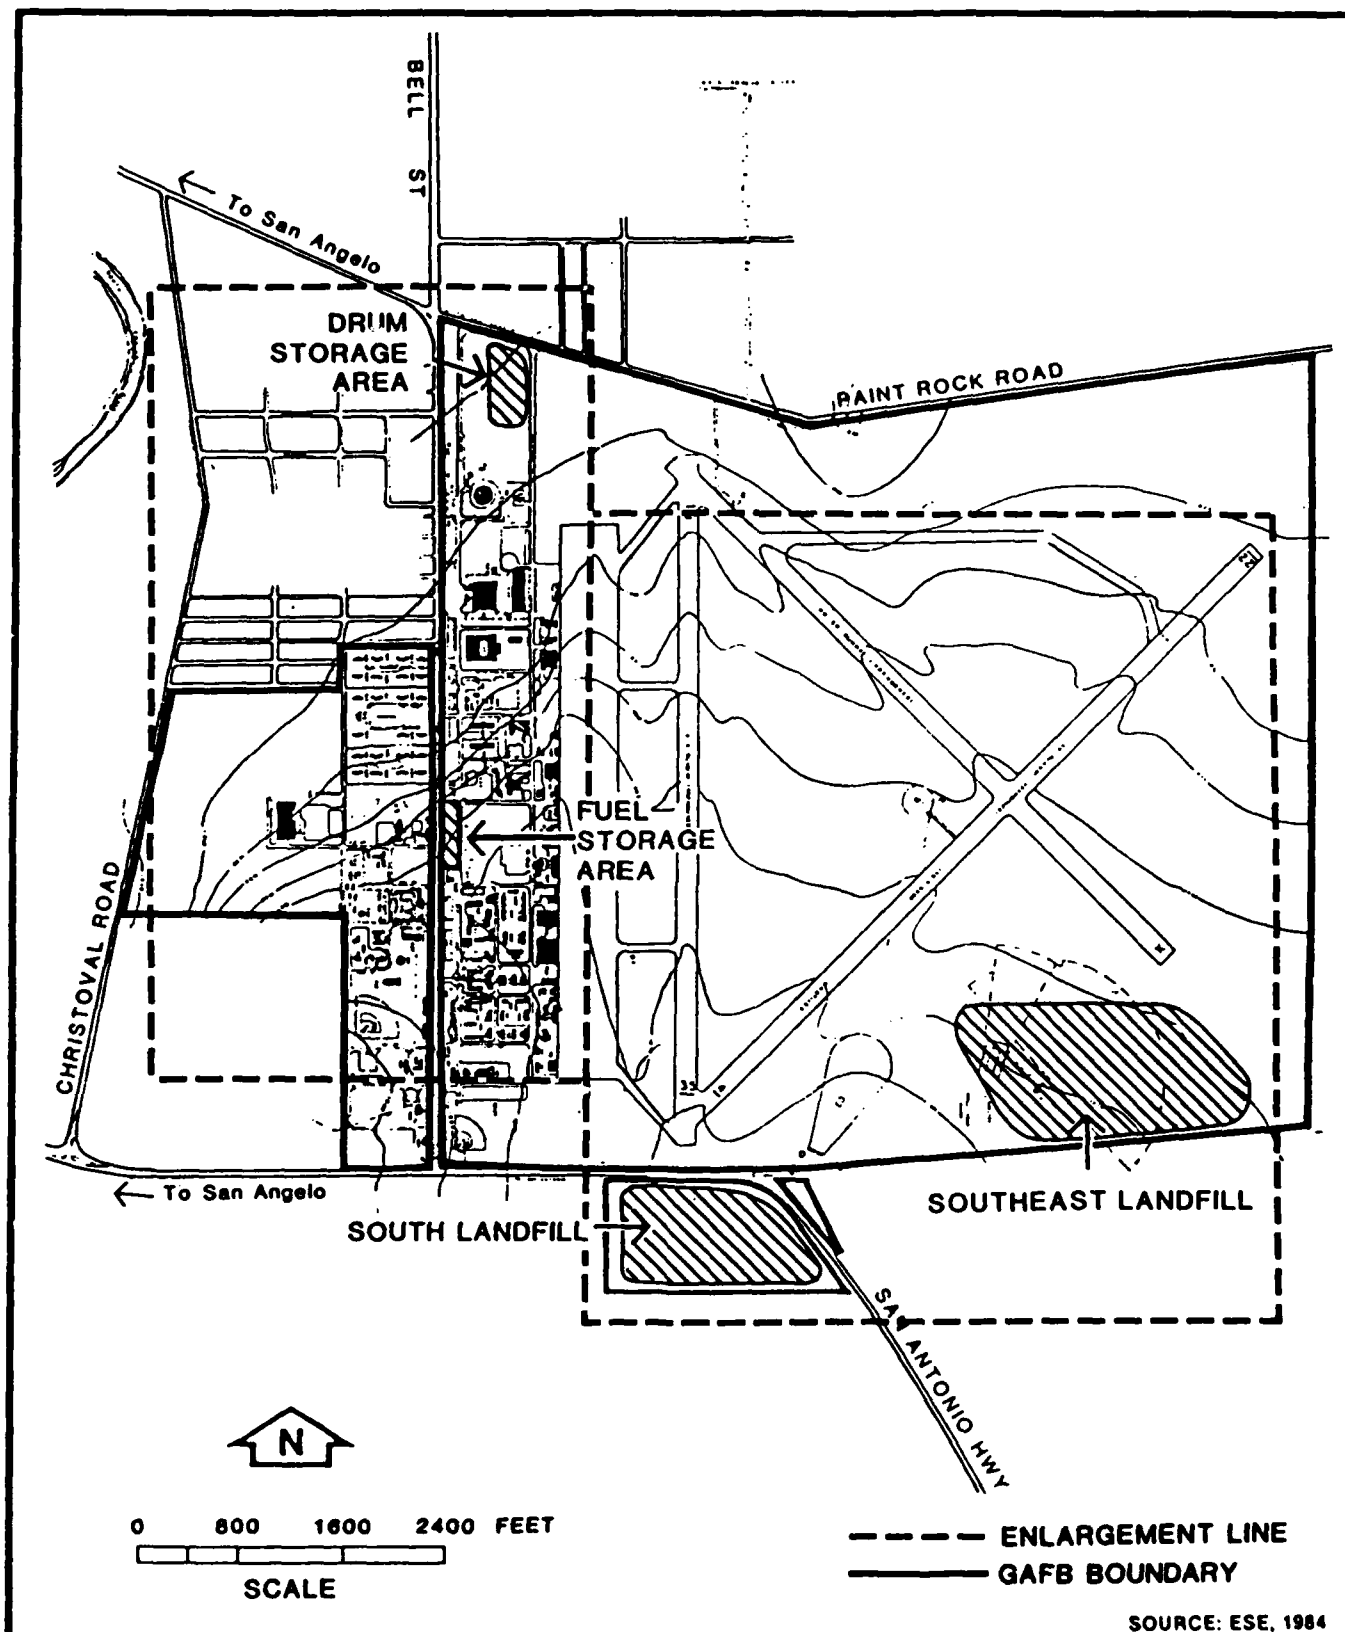 BELL ST
To San Angelo
DRUM
STORAGE
AREA
PAINT ROCK ROAD
FUEL
STORAGE
AREA
CHRISTOVAL ROAD
35
To San Angelo
SOUTH LANDFILL
SOUTHEAST LANDFILL
SAN ANTONIO HWY
N
0 800 1600 2400 FEET
SCALE
ENLARGEMENT LINE
GAFB BOUNDARY
SOURCE: ESE, 1984